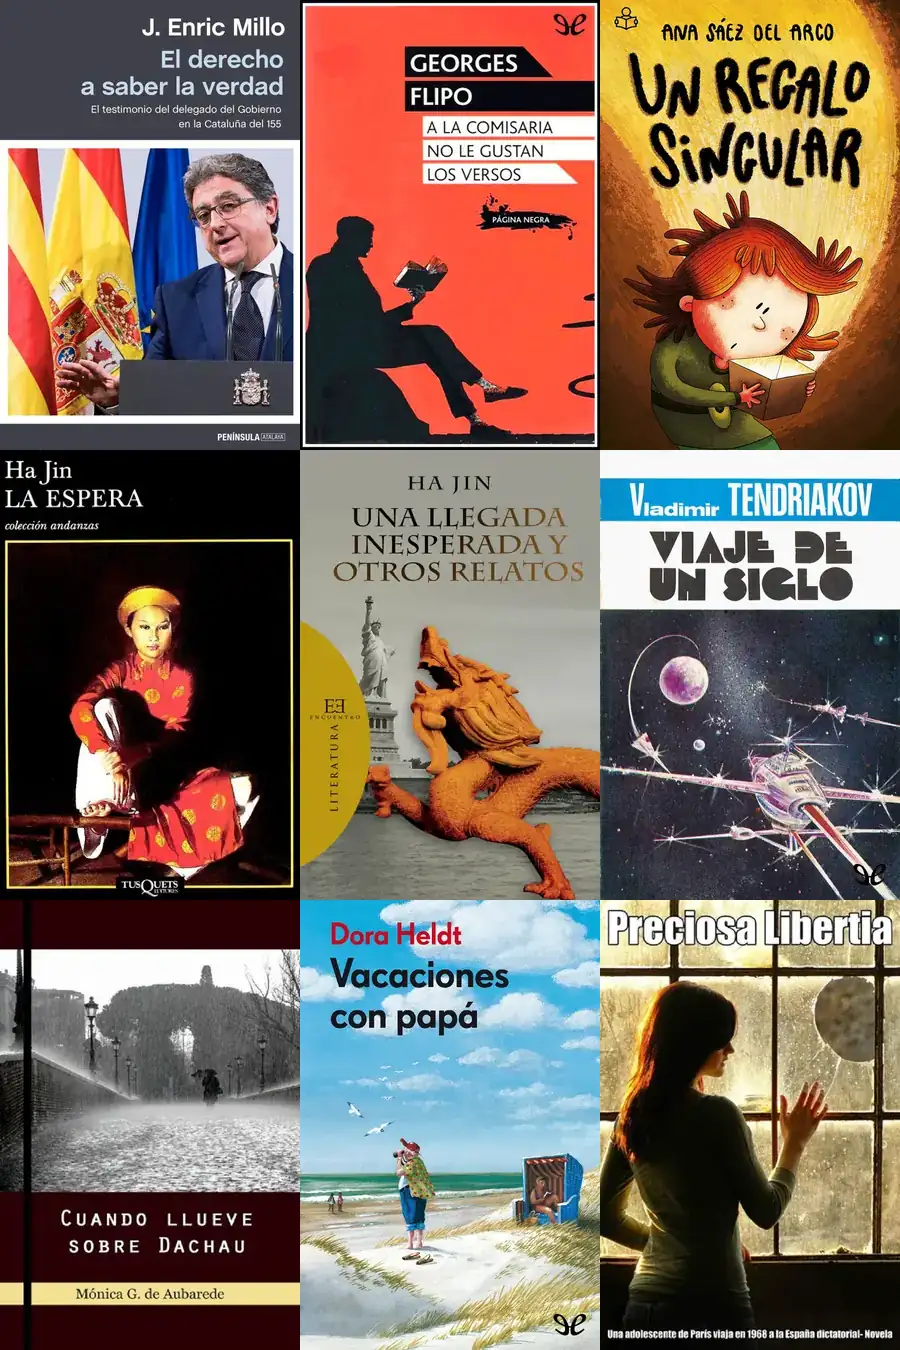 J. Enric Millo
El derecho
a saber la verdad
El testimonio del delegado del Gobierno
en la Cataluña del 155
PENÍNSULA ATALAYA
GEORGES
FLIPO
A LA COMISARIA
NO LE GUSTAN
LOS VERSOS
PÁGINA NEGRA
ANA SÁEZ DEL ARCO
UN REGALO
SINGULAR
Ha Jin
LA ESPERA
colección andanzas
TUSQUETS
EDITORES
HA JIN
UNA LLEGADA
INESPERADA Y
OTROS RELATOS
EE
ENCUENTRO
LITERATURA
Vladimir TENDRIAKOV
VIAJE DE
UN SIGLO
CUANDO LLUEVE
SOBRE DACHAU
Mónica G. de Aubarede
Dora Heldt
Vacaciones
con papá
Preciosa Libertia
Una adolescente de París viaja en 1968 a la España dictatorial- Novela